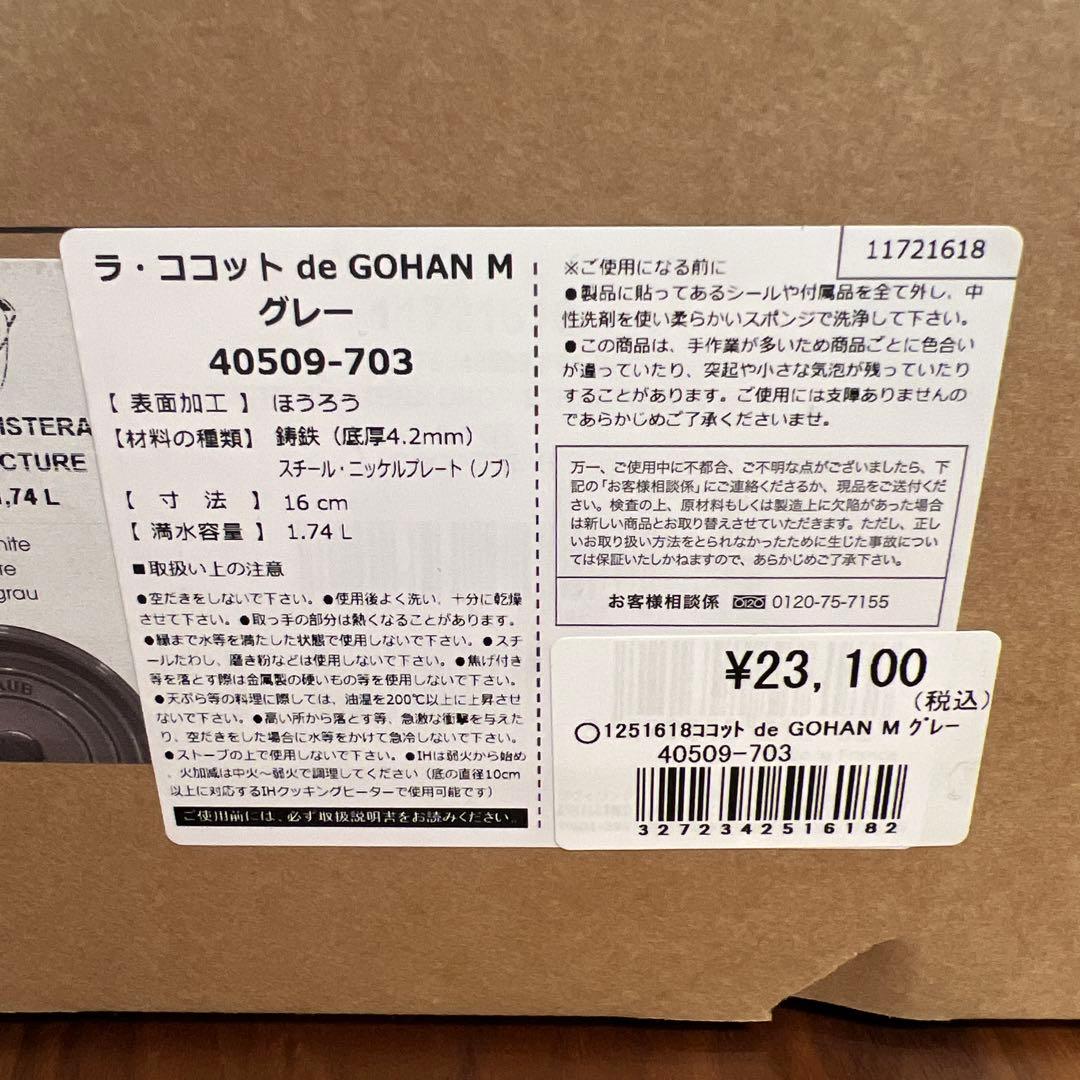 ISTERA
CTURE
,74 L
nite
re
grau
AUB
ラ・ココット de GOHAN M
グレー
40509-703
【 表面加工 】 ほうろう
【材料の種類】 鋳鉄（底厚4.2mm）
スチール・ニッケルプレート（ノブ）
【 寸 法 】 16 cm
【 満水容量 】 1.74 L
■取扱い上の注意
●空だきをしないで下さい。●使用後よく洗い、十分に乾燥
させて下さい。●取っ手の部分は熱くなることがあります。
●縁まで水等を満たした状態で使用しないで下さい。●スチ
ールたわし、磨き粉などは使用しないで下さい。●焦げ付き
等を落とす際は金属製の硬いもの等を使用しないで下さい。
●天ぷら等の料理に際しては、油温を200℃以上に上昇させ
ないで下さい。●高い所から落とす等、急激な衝撃を与えた
り、空だきをした場合に水等をかけて急冷しないで下さい。
●ストーブの上で使用しないで下さい。●IHは弱火から始め
、火加減は中火～弱火で調理してください（底の直径10cm
以上に対応するIHクッキングヒーターで使用可能です）
ご使用前には、必ず取扱説明書をお読みください。
11721618
※ご使用になる前に
●製品に貼ってあるシールや付属品を全て外し、中
性洗剤を使い柔らかいスポンジで洗浄して下さい。
●この商品は、手作業が多いため商品ごとに色合い
が違っていたり、突起や小さな気泡が残っていたり
することがあります。ご使用には支障ありませんの
であらかじめご了承くださいませ。
万一、ご使用中に不都合、ご不明な点がございましたら、下
記の「お客様相談係」にご連絡くださるか、現品をご送付くだ
さい。検査の上、原材料もしくは製造上に欠陥があった場合
は新しい商品とお取り替えさせていただきます。ただし、正し
いお取り扱い方法をとられなかったために生じた事故につい
ては保証いたしかねますので、あらかじめご了承下さい。
お客様相談係 0120-75-7155
¥23,100
（税込）
○1251618ココット de GOHAN M グレー
40509-703
3272342516182